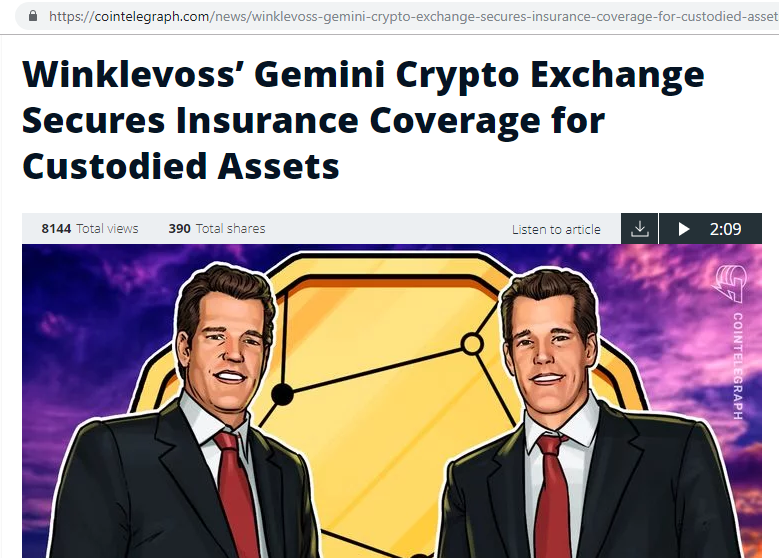 https://cointelegraph.com/news/winklevoss-gemini-crypto-exchange-secures-insurance-coverage-for-custodied-asset
Winklevoss’ Gemini Crypto Exchange
Secures Insurance Coverage for
Custodied Assets
8144 Total views 390 Total shares Listen to article 2:09
COINTELEGRAPH